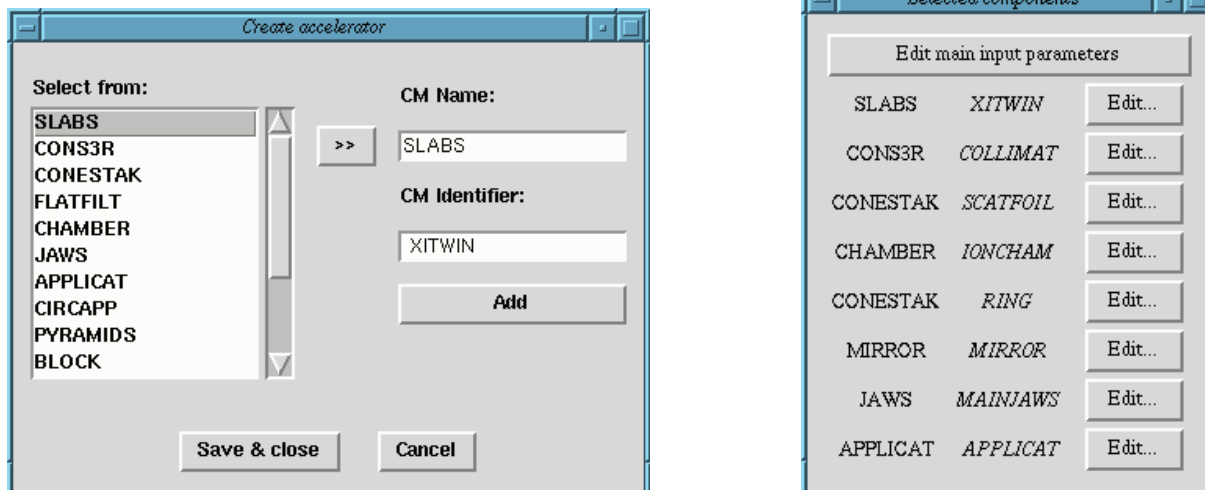 Create accelerator
Select from:
SLABS
CONS3R
CONESTAK
FLATFILT
CHAMBER
JAWS
APPLICAT
CIRCAPP
PYRAMIDS
BLOCK
>>
CM Name:
SLABS
CM Identifier:
XITWIN
Add
Save & close
Cancel
Selected components
Edit main input parameters
SLABS XITWIN Edit...
CONS3R COLLIMAT Edit...
CONESTAK SCATFOIL Edit...
CHAMBER IONCHAM Edit...
CONESTAK RING Edit...
MIRROR MIRROR Edit...
JAWS MAINJAWS Edit...
APPLICAT APPLICAT Edit...